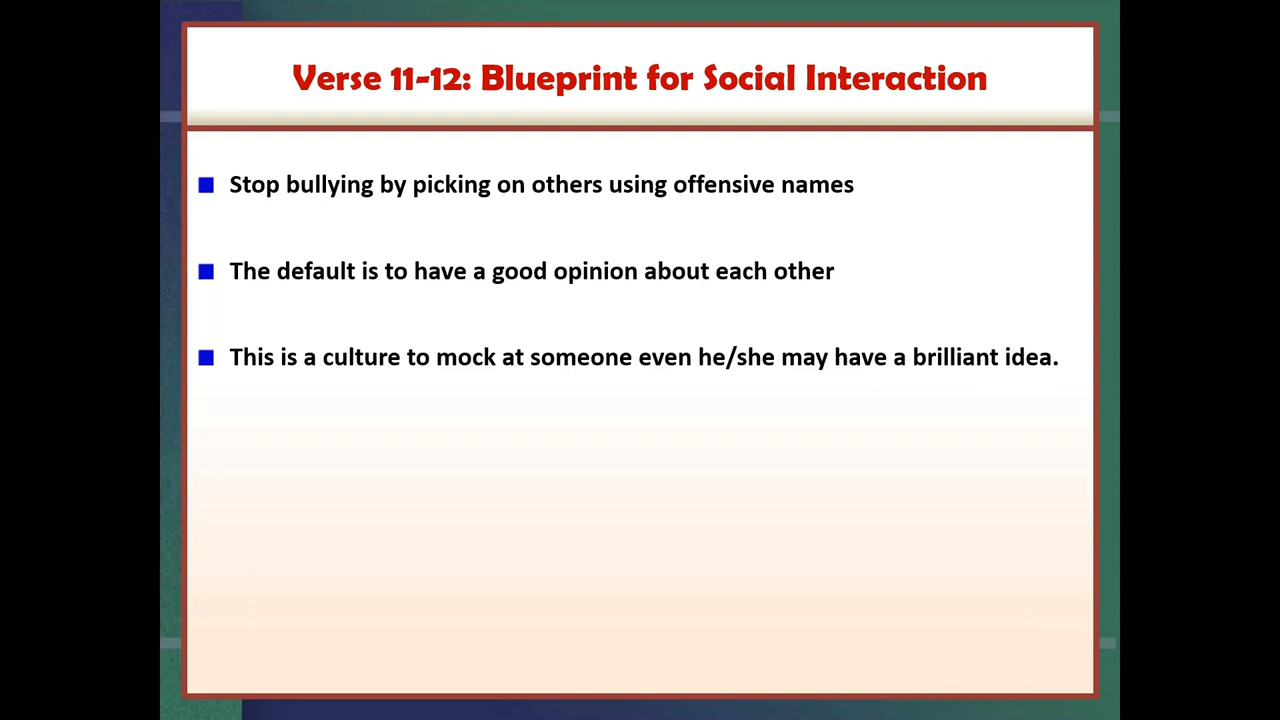 Verse 11-12: Blueprint for Social Interaction
Stop bullying by picking on others using offensive names
The default is to have a good opinion about each other
This is a culture to mock at someone even he/she may have a brilliant idea.